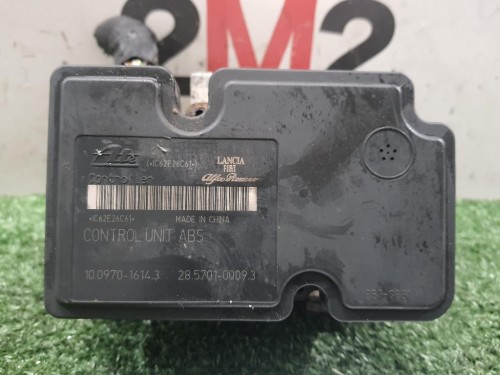 2M2
Ate
(*IC62E26C61*)
LANCIA
FIAT
Alfa Romeo
Controller
*IC62E26C61*
MADE IN CHINA
CONTROL UNIT ABS
10.0970-1614.3
28.5701-0009.3